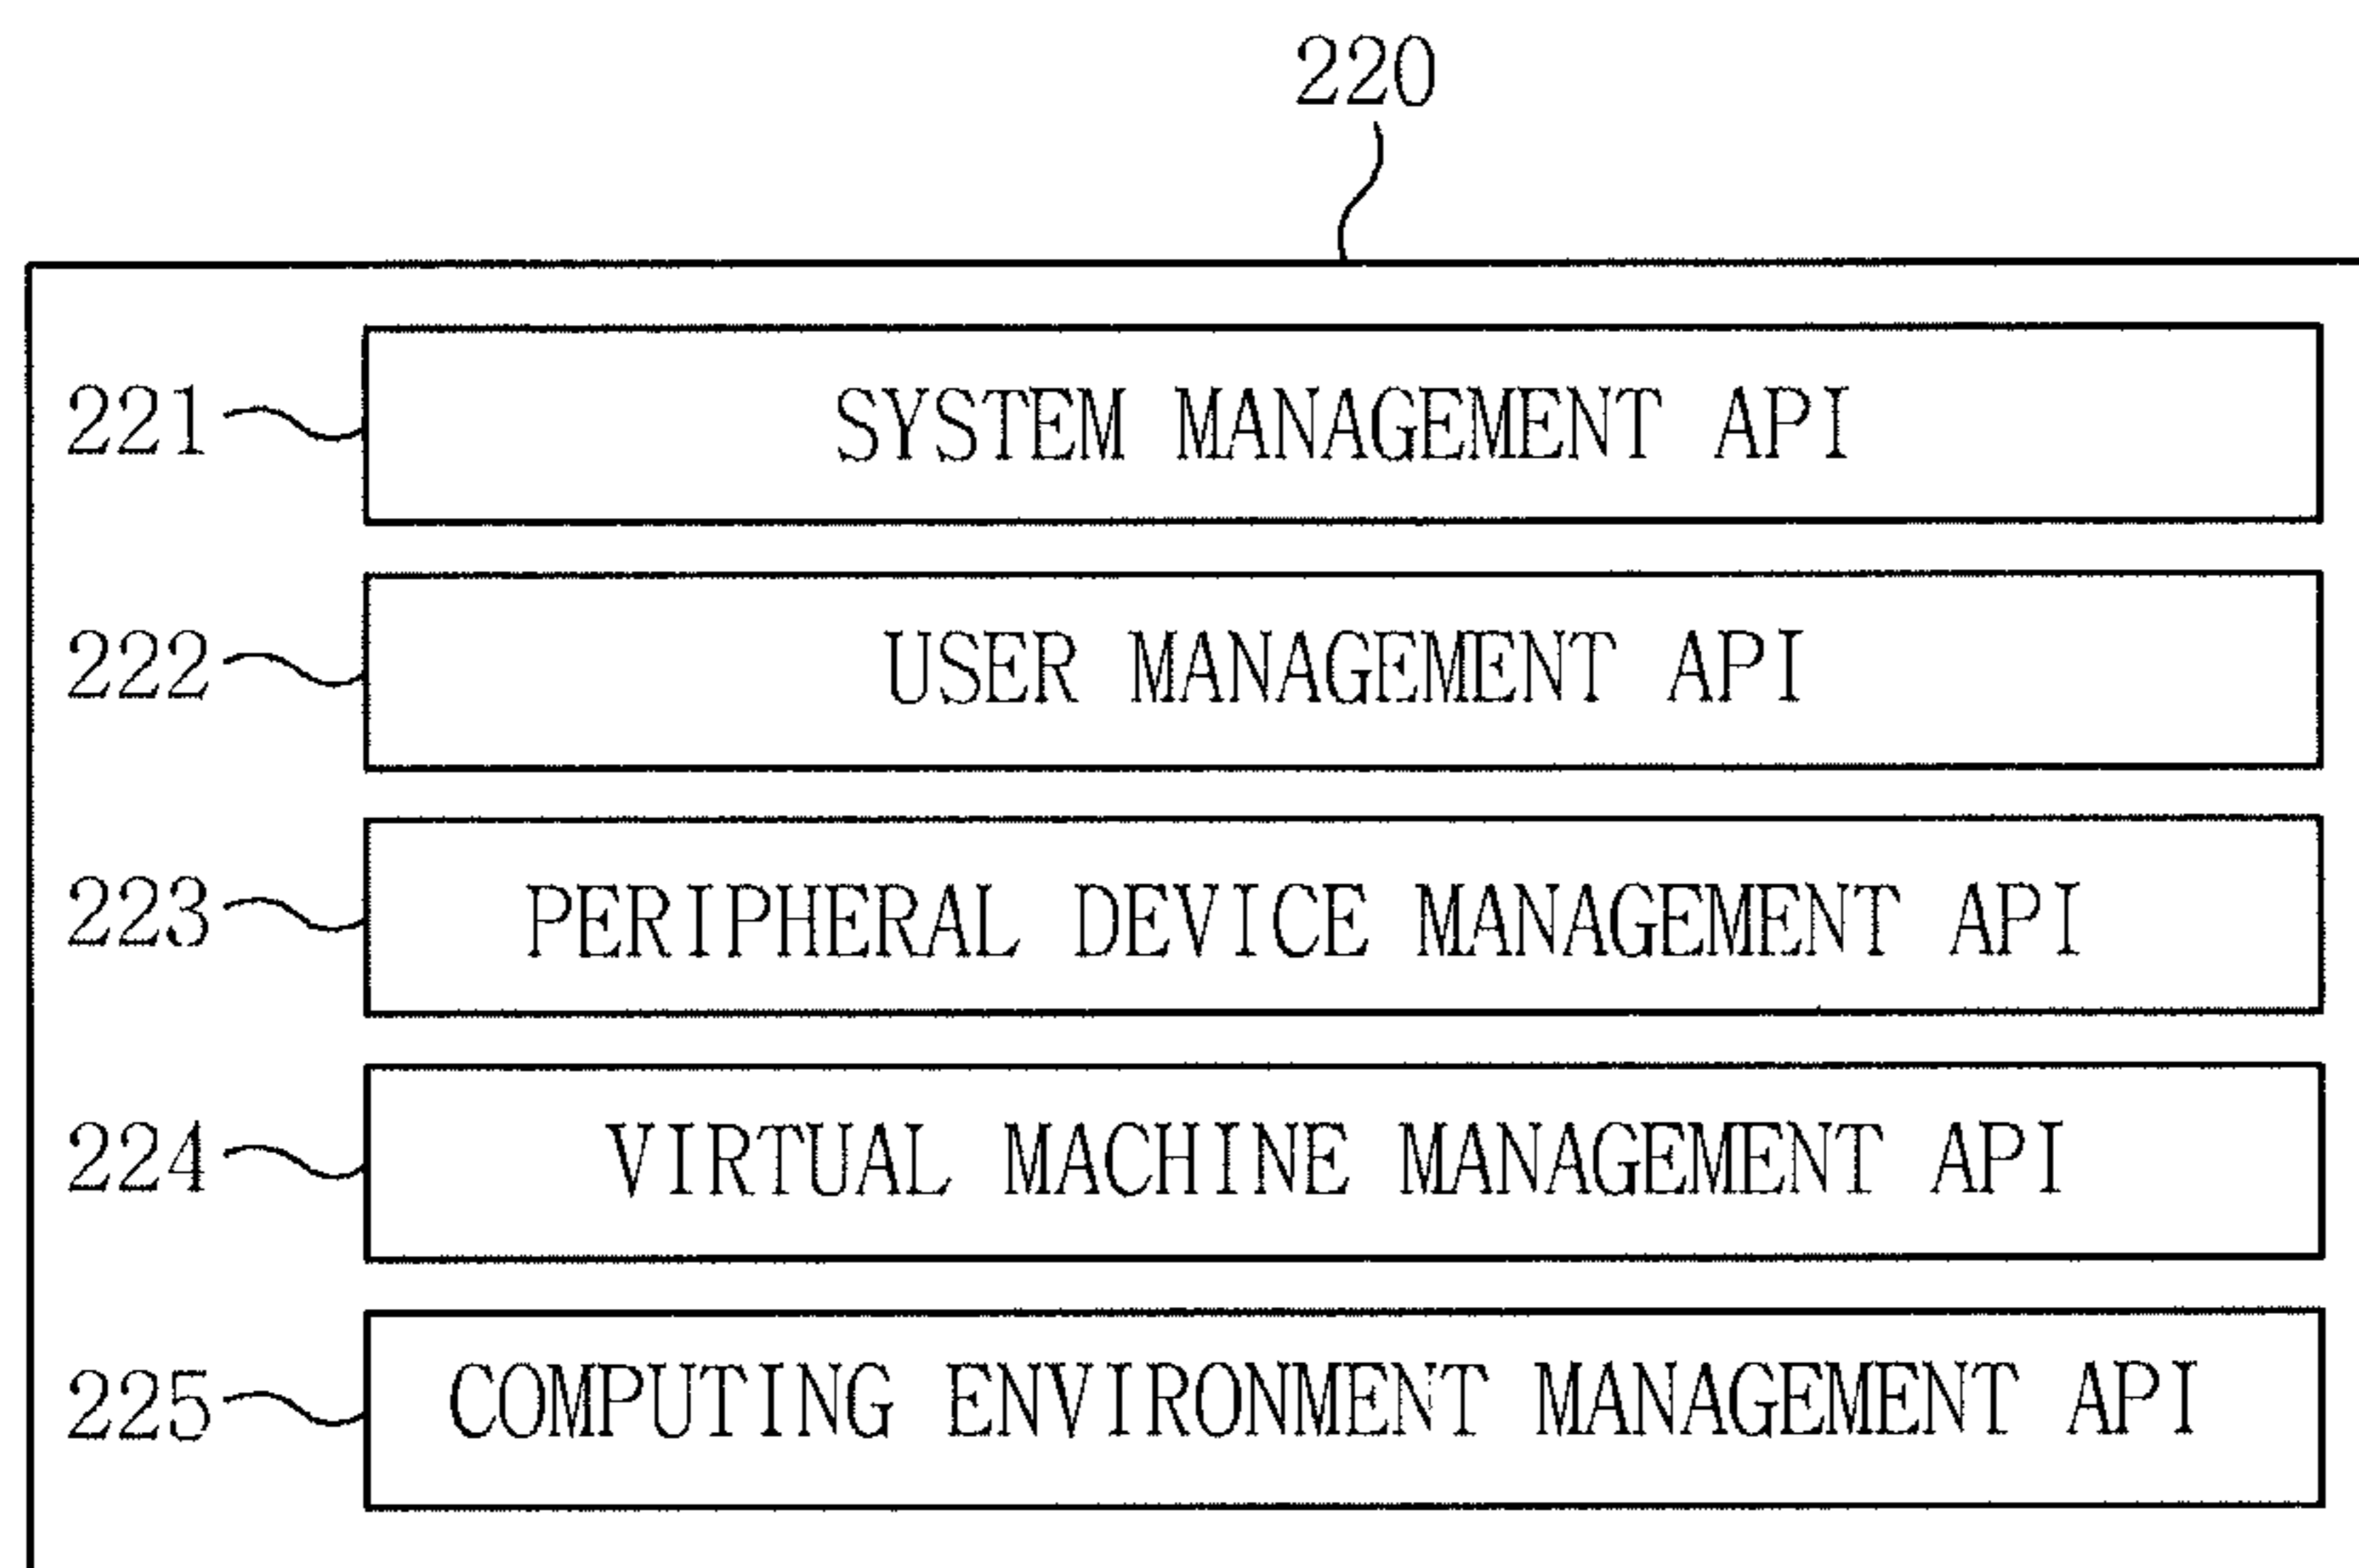 220
221 SYSTEM MANAGEMENT API
222 USER MANAGEMENT API
223 PERIPHERAL DEVICE MANAGEMENT API
224 VIRTUAL MACHINE MANAGEMENT API
225 COMPUTING ENVIRONMENT MANAGEMENT API